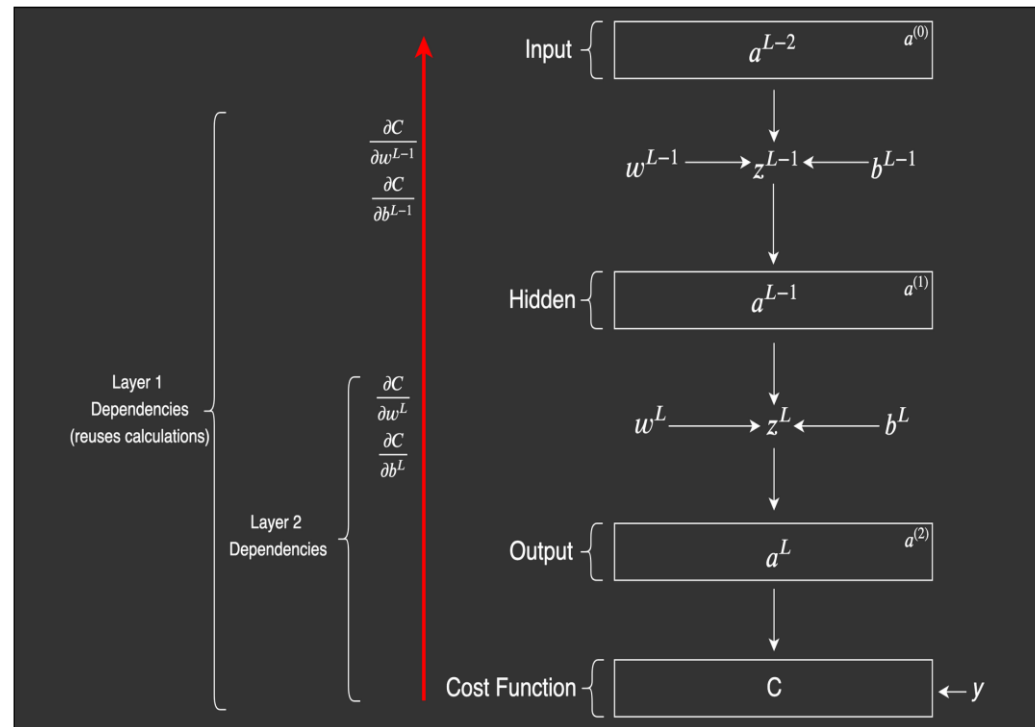 Input
a^{L-2}
a^{(0)}
∂C
∂w^{L-1}
∂C
∂b^{L-1}
w^{L-1}
z^{L-1}
b^{L-1}
Hidden
a^{L-1}
a^{(1)}
Layer 1
Dependencies
(reuses calculations)
∂C
∂w^{L}
∂C
∂b^{L}
w^{L}
z^{L}
b^{L}
Layer 2
Dependencies
Output
a^{L}
a^{(2)}
Cost Function
C
y